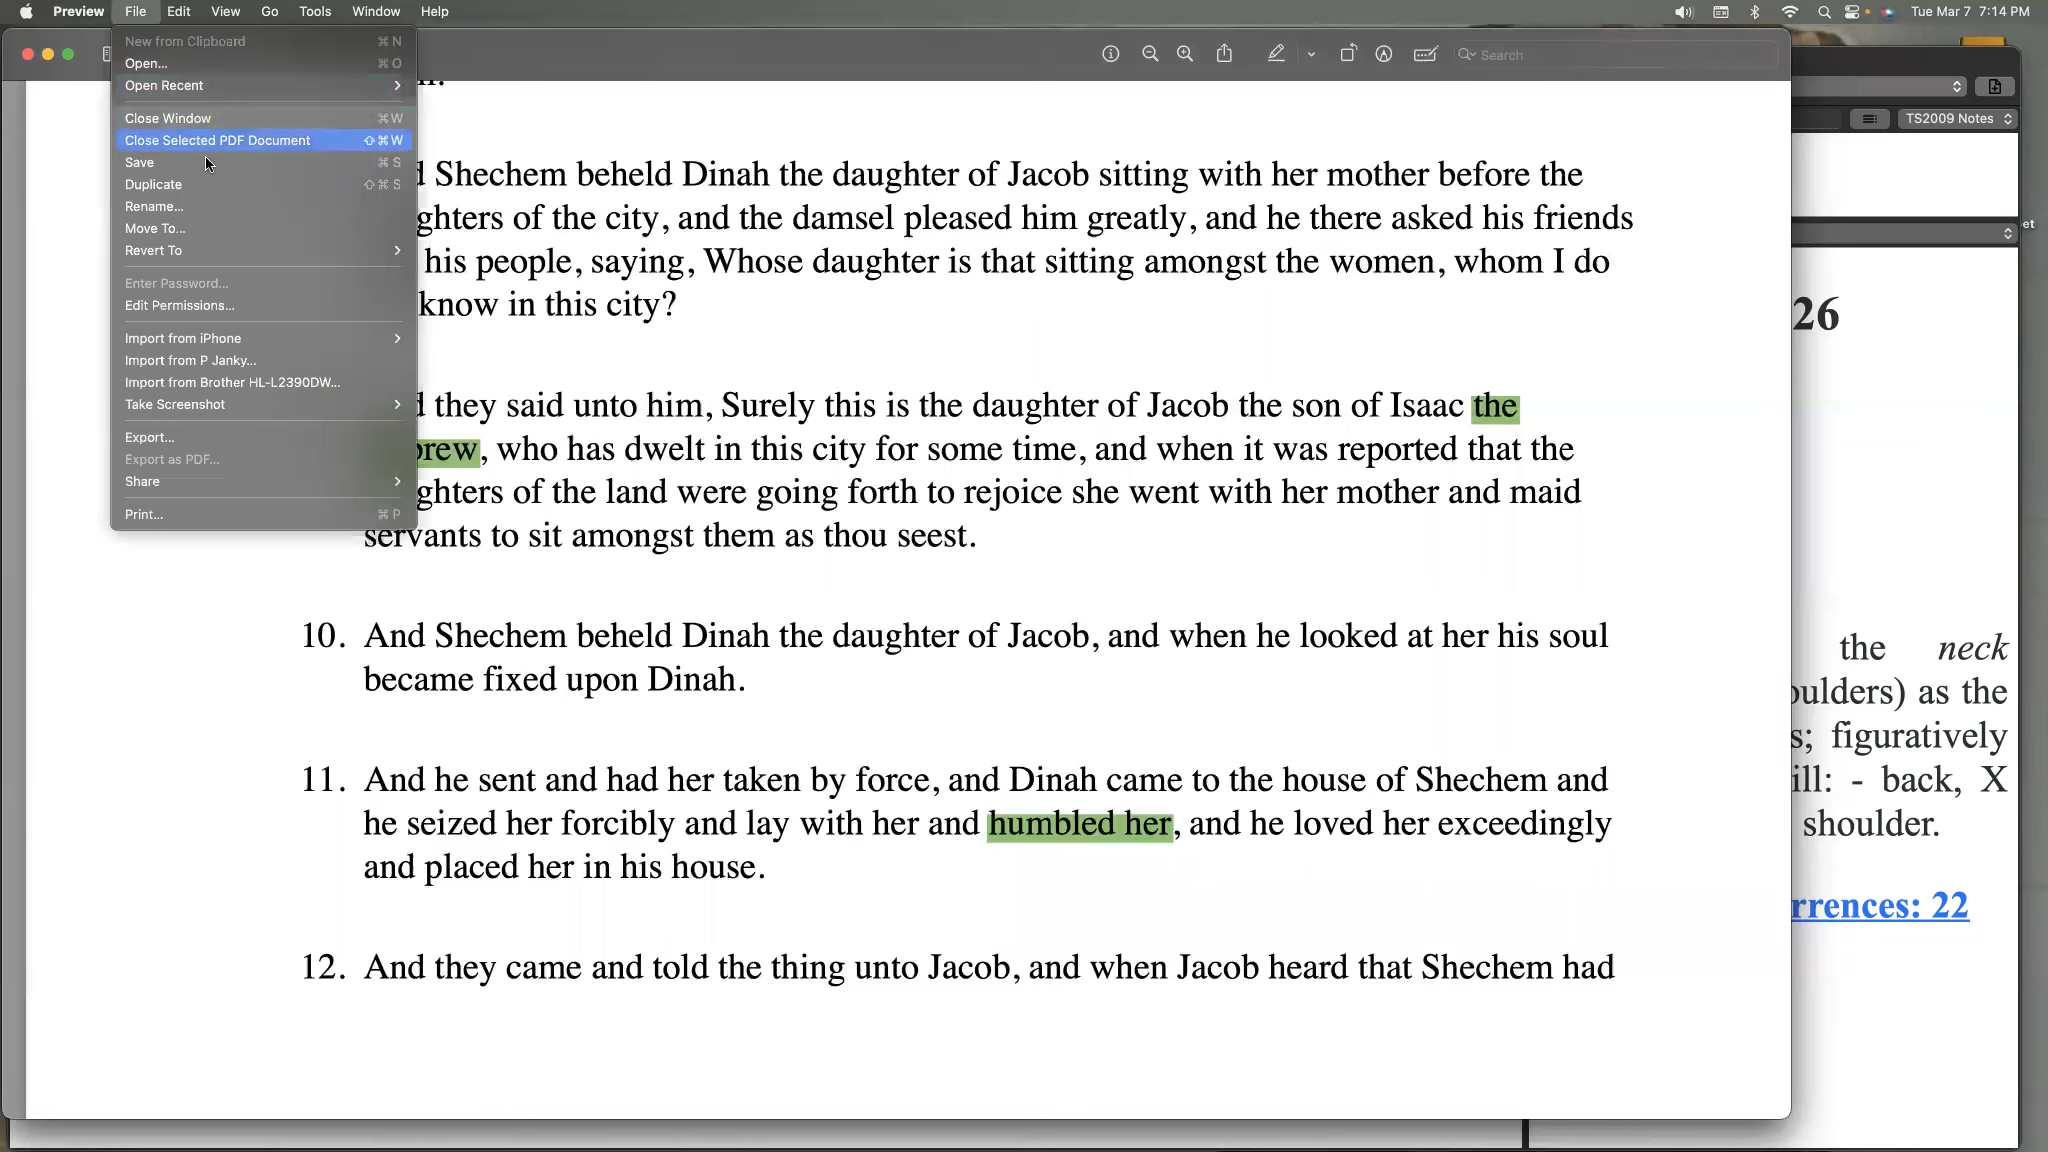 Preview File Edit View Go Tools Window Help Tue Mar 7 7:14 PM
New from Clipboard ⌘ N
Open... ⌘ O
Open Recent
Close Window ⌘ W
Close Selected PDF Document ⇧ ⌘ W
Save ⌘ S
Duplicate ⇧ ⌘ S
Rename...
Move To...
Revert To
Enter Password...
Edit Permissions...
Import from iPhone
Import from P Janky...
Import from Brother HL-L2390DW...
Take Screenshot
Export...
Export as PDF...
Share
Print... ⌘ P
Search
Shechem beheld Dinah the daughter of Jacob sitting with her mother before the
ghters of the city, and the damsel pleased him greatly, and he there asked his friends
his people, saying, Whose daughter is that sitting amongst the women, whom I do
know in this city?
they said unto him, Surely this is the daughter of Jacob the son of Isaac the
brew, who has dwelt in this city for some time, and when it was reported that the
ghters of the land were going forth to rejoice she went with her mother and maid
servants to sit amongst them as thou seest.
10. And Shechem beheld Dinah the daughter of Jacob, and when he looked at her his soul
became fixed upon Dinah.
11. And he sent and had her taken by force, and Dinah came to the house of Shechem and
he seized her forcibly and lay with her and humbled her, and he loved her exceedingly
and placed her in his house.
12. And they came and told the thing unto Jacob, and when Jacob heard that Shechem had
TS2009 Notes
et
26
the neck
oulders) as the
s; figuratively
ill: - back, X
shoulder.
rrences: 22